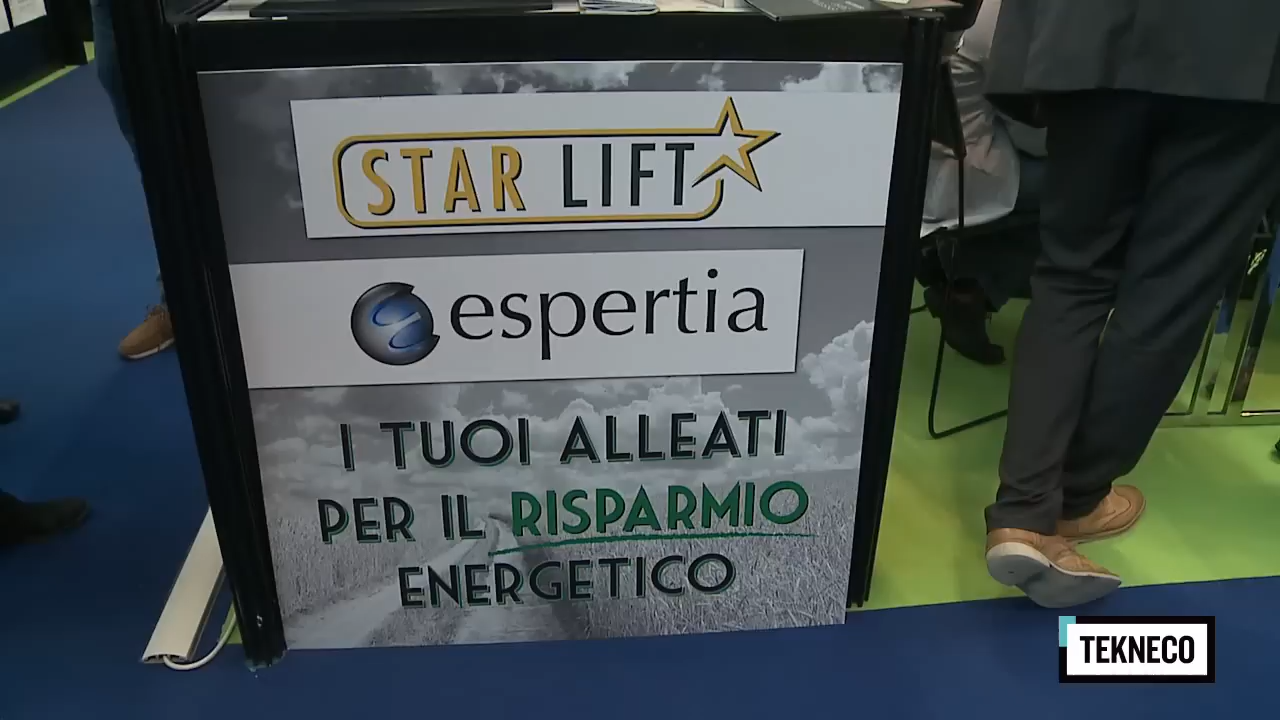 STAR LIFT
espertia
I TUOI ALLEATI
PER IL RISPARMIO
ENERGETICO
TEKNECO